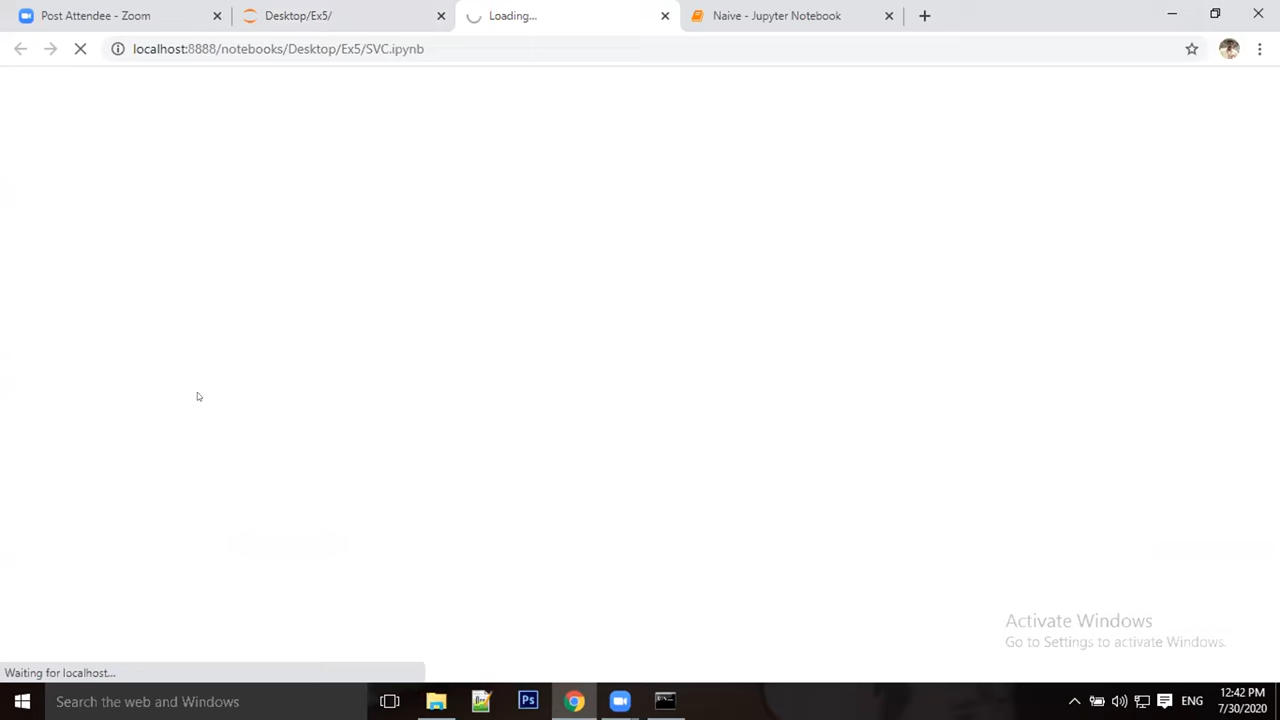 Post Attendee - Zoom
Desktop/Ex5/
Loading...
Naive - Jupyter Notebook
localhost:8888/notebooks/Desktop/Ex5/SVC.ipynb
Activate Windows
Go to Settings to activate Windows.
Waiting for localhost...
Search the web and Windows
Ps
ENG
12:42 PM
7/30/2020